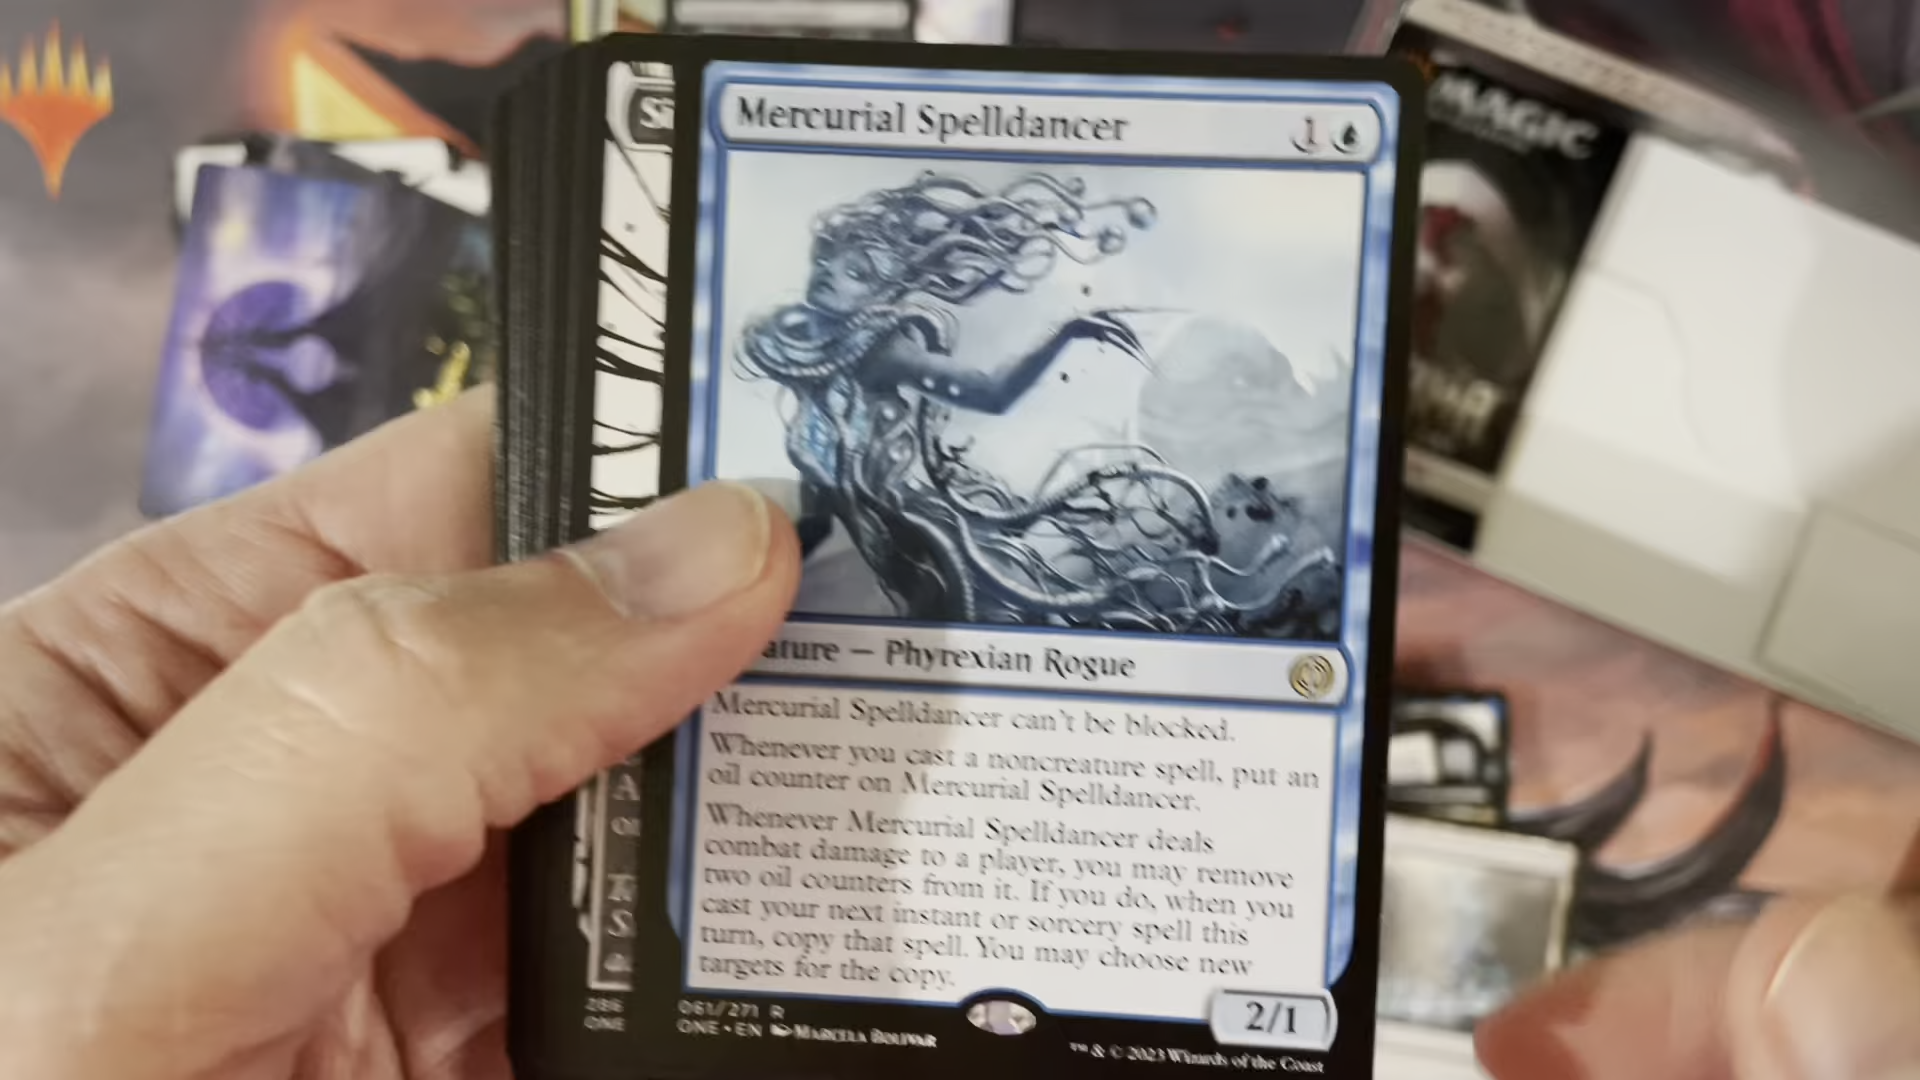 Mercurial Spelldancer 1
MAGIC
Si
ature — Phyrexian Rogue
Mercurial Spelldancer can't be blocked.
Whenever you cast a noncreature spell, put an
oil counter on Mercurial Spelldancer.
Whenever Mercurial Spelldancer deals
combat damage to a player, you may remove
two oil counters from it. If you do, when you
cast your next instant or sorcery spell this
turn, copy that spell. You may choose new
targets for the copy.
2/1
A
or
S
a
288
ONE
061/271 R
ONE • EN MARCELA BOLIVAR
™ & © 2023 Wizards of the Coast